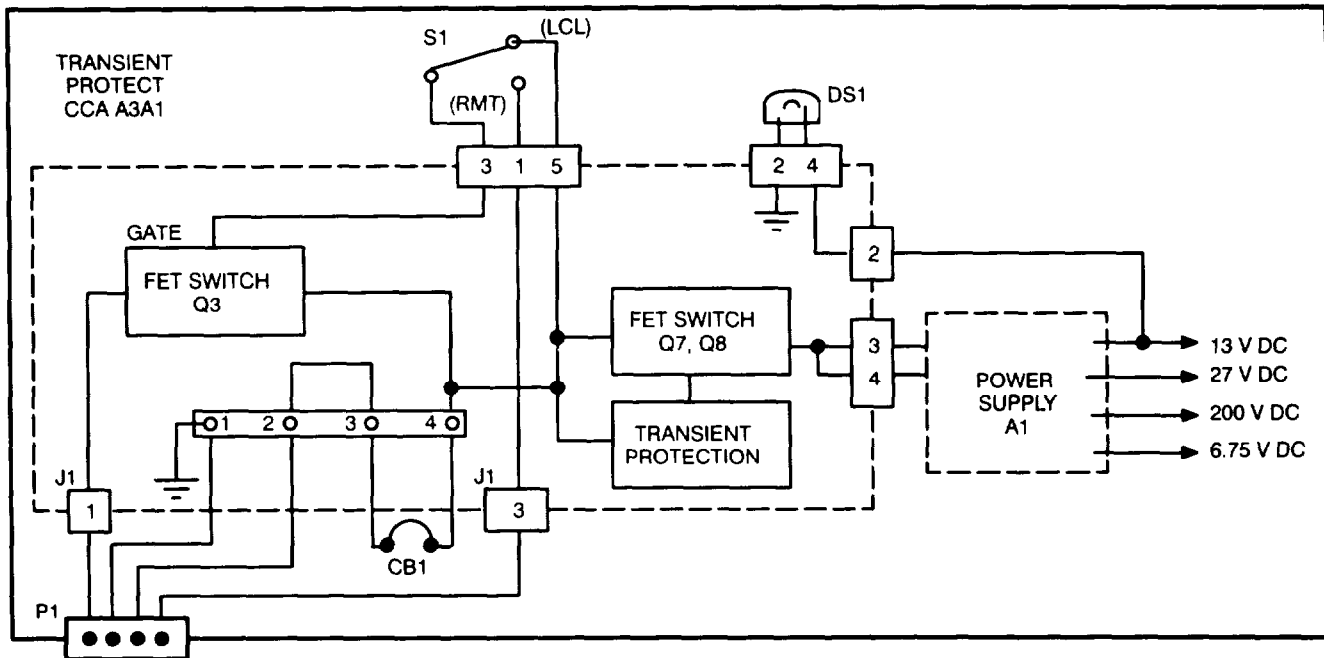 TRANSIENT
PROTECT
CCA A3A1
S1
(LCL)
(RMT)
DS1
3 1 5
2 4
GATE
FET SWITCH
Q3
2
FET SWITCH
Q7, Q8
3
4
POWER
SUPPLY
A1
13 V DC
27 V DC
200 V DC
6.75 V DC
1 2 3 4
TRANSIENT
PROTECTION
J1
1
J1
3
CB1
P1